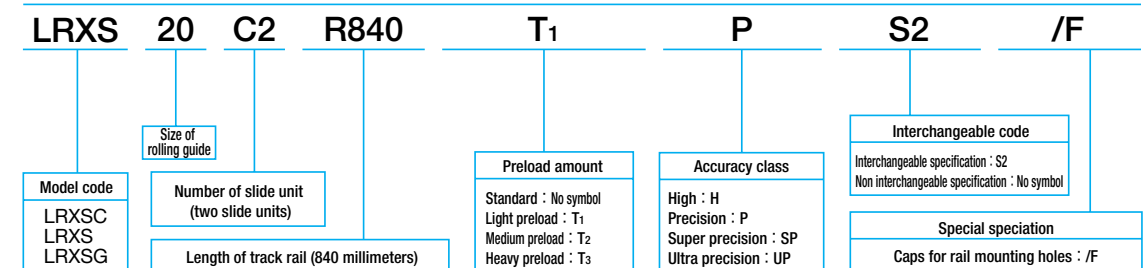 LRXS 20 C2 R840 T1 P S2 /F
Size of
rolling guide
Model code
LRXSC
LRXS
LRXSG
Number of slide unit
(two slide units)
Length of track rail (840 millimeters)
Preload amount
Standard : No symbol
Light preload : T1
Medium preload : T2
Heavy preload : T3
Accuracy class
High : H
Precision : P
Super precision : SP
Ultra precision : UP
Interchangeable code
Interchangeable specification : S2
Non interchangeable specification : No symbol
Special speciation
Caps for rail mounting holes : /F